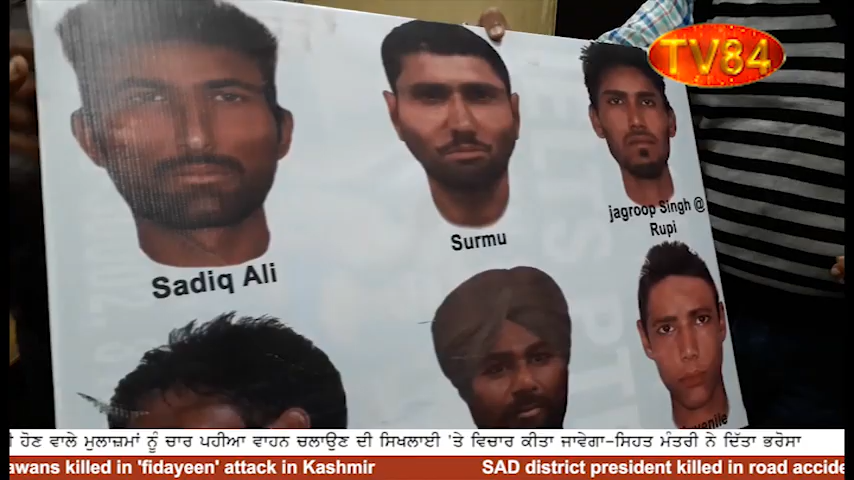 TV84
Sadiq Ali
Surmu
jagroop Singh @
Rupi
ਹੋਣ ਵਾਲੇ ਮੁਲਾਜ਼ਮਾਂ ਨੂੰ ਚਾਰ ਪਹੀਆ ਵਾਹਨ ਚਲਾਉਣ ਦੀ ਸਿਖਲਾਈ 'ਤੇ ਵਿਚਾਰ ਕੀਤਾ ਜਾਵੇਗਾ-ਸਿਹਤ ਮੰਤਰੀ ਨੇ ਦਿੱਤਾ ਭਰੋਸਾ
awans killed in 'fidayeen' attack in Kashmir SAD district president killed in road accide